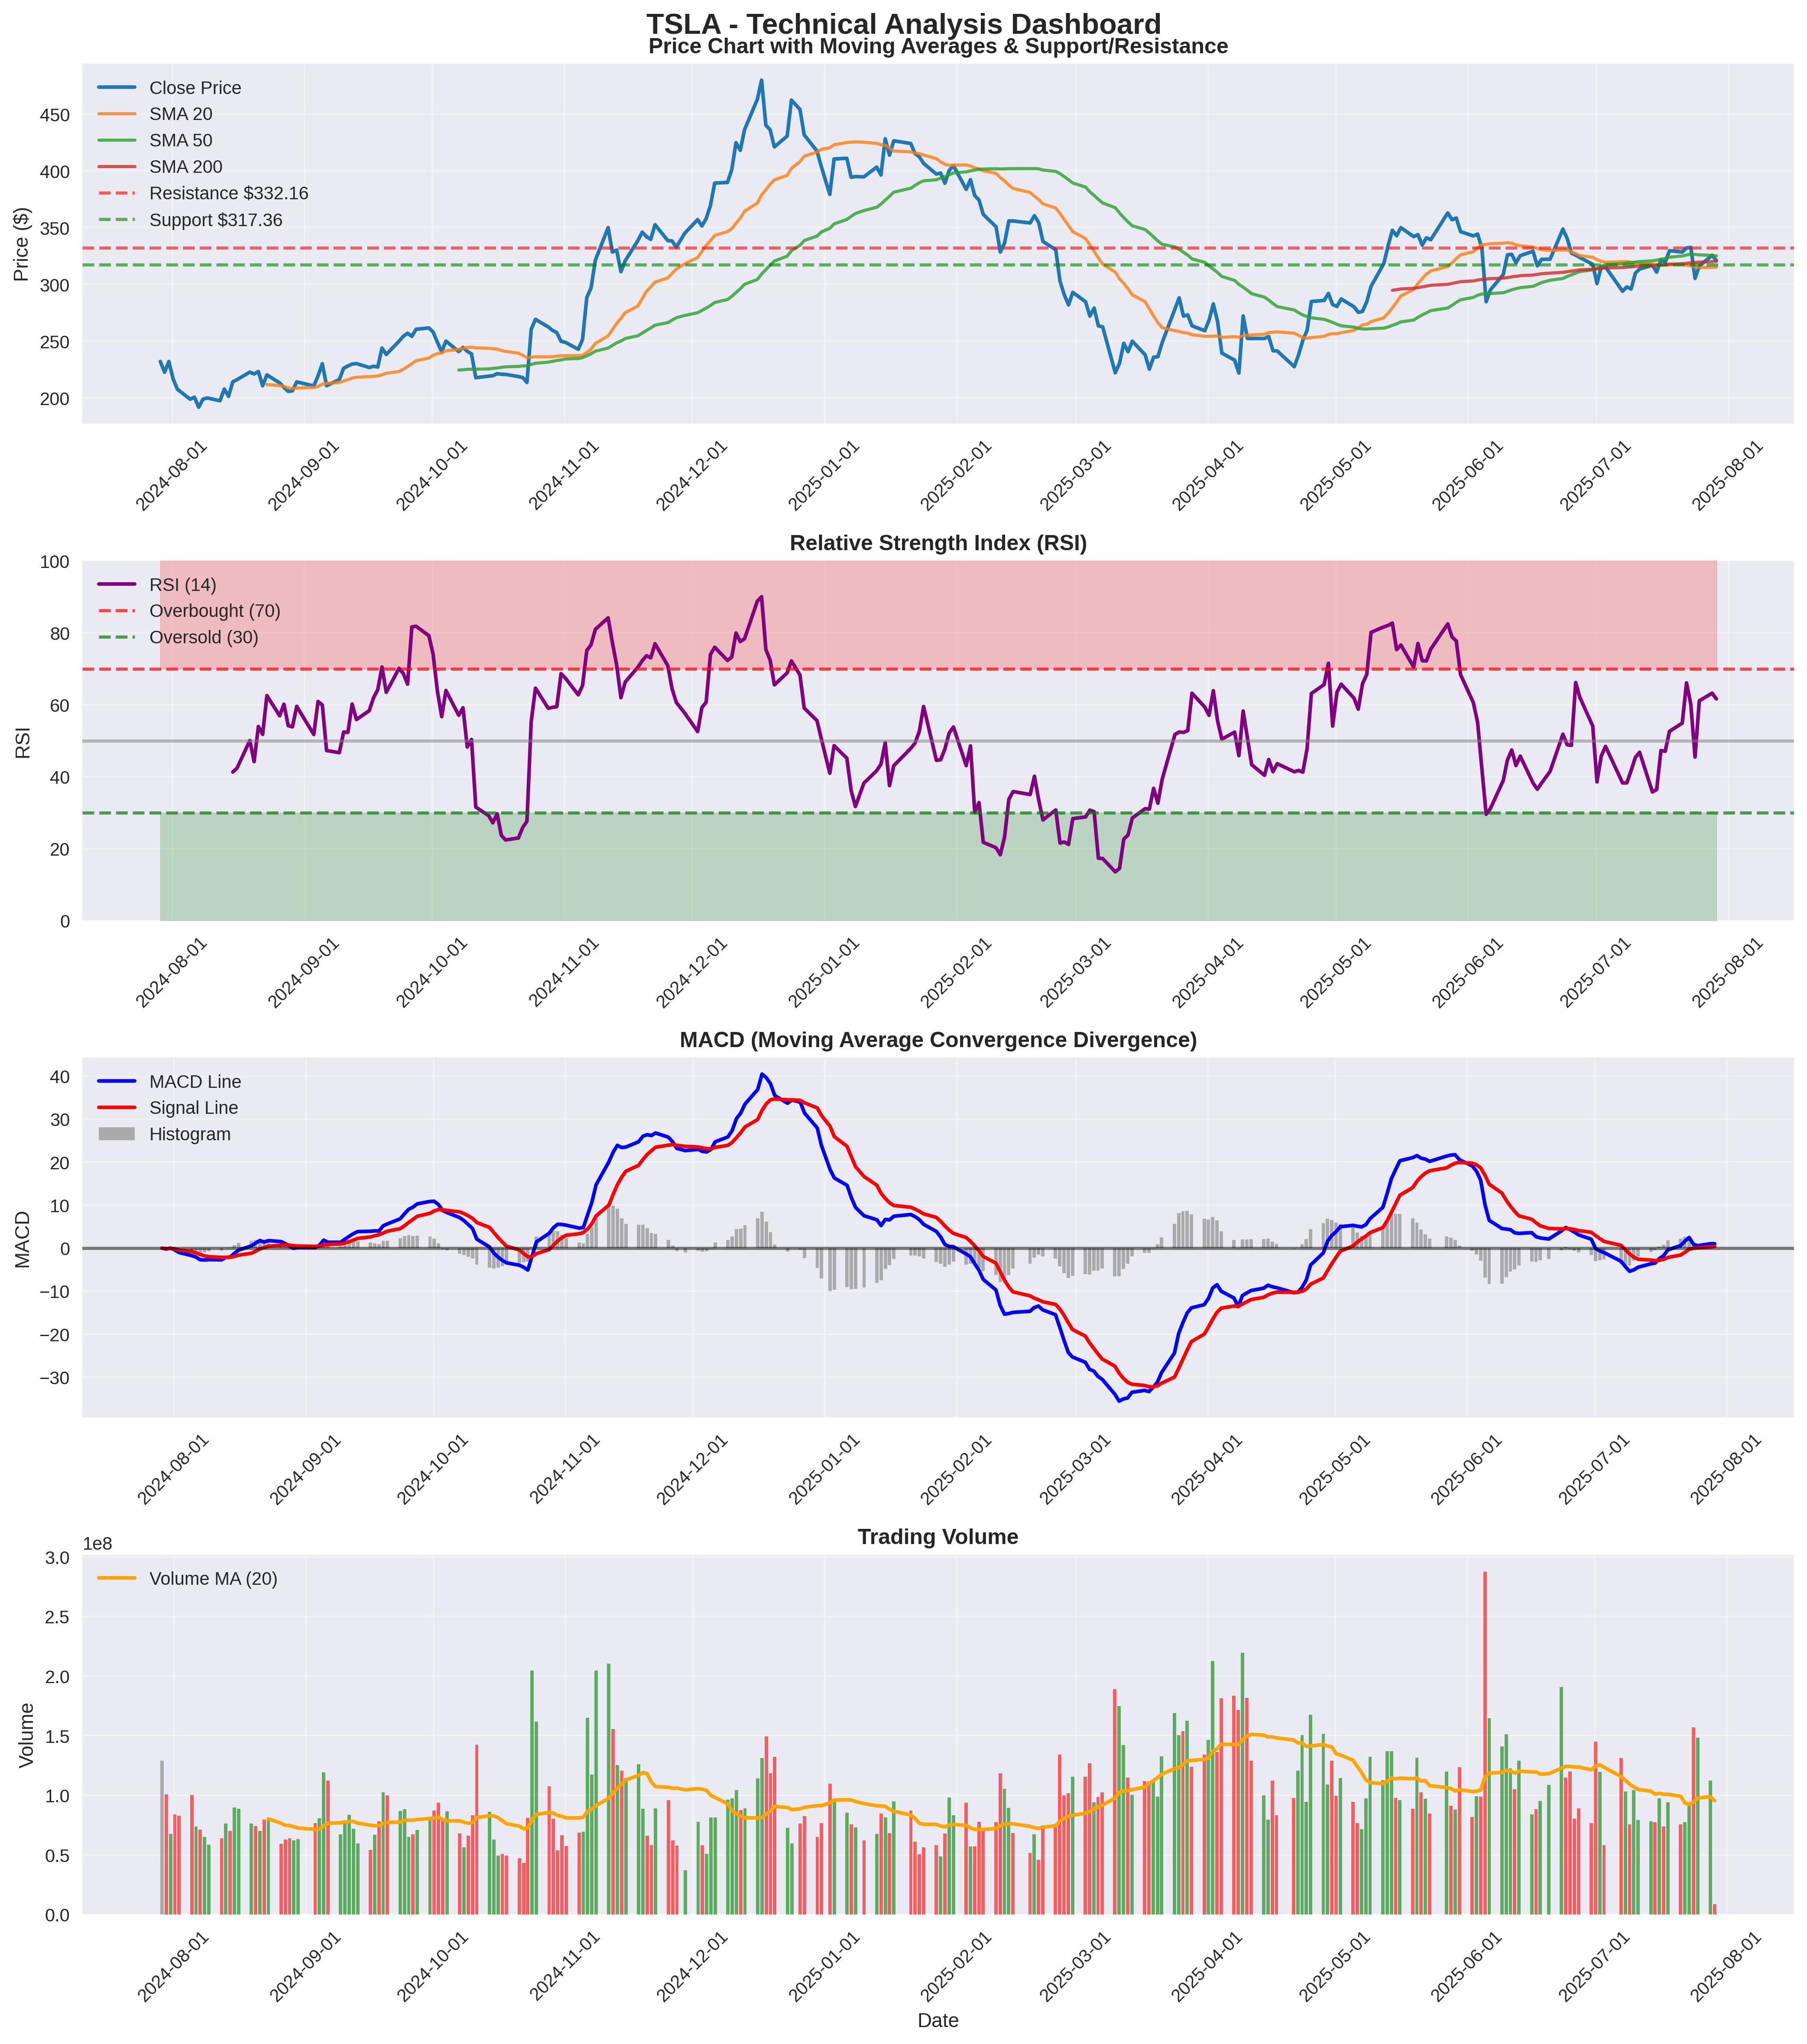 TSLA - Technical Analysis Dashboard
Price Chart with Moving Averages & Support/Resistance
Close Price
SMA 20
SMA 50
SMA 200
Resistance $332.16
Support $317.36
Price ($)
450
400
350
300
250
200
2024-08-01 2024-09-01 2024-10-01 2024-11-01 2024-12-01 2025-01-01 2025-02-01 2025-03-01 2025-04-01 2025-05-01 2025-06-01 2025-07-01 2025-08-01
Relative Strength Index (RSI)
RSI (14)
Overbought (70)
Oversold (30)
RSI
100
80
60
40
20
0
2024-08-01 2024-09-01 2024-10-01 2024-11-01 2024-12-01 2025-01-01 2025-02-01 2025-03-01 2025-04-01 2025-05-01 2025-06-01 2025-07-01 2025-08-01
MACD (Moving Average Convergence Divergence)
MACD Line
Signal Line
Histogram
MACD
40
30
20
10
0
−10
−20
−30
2024-08-01 2024-09-01 2024-10-01 2024-11-01 2024-12-01 2025-01-01 2025-02-01 2025-03-01 2025-04-01 2025-05-01 2025-06-01 2025-07-01 2025-08-01
Trading Volume
1e8
Volume MA (20)
Volume
3.0
2.5
2.0
1.5
1.0
0.5
0.0
2024-08-01 2024-09-01 2024-10-01 2024-11-01 2024-12-01 2025-01-01 2025-02-01 2025-03-01 2025-04-01 2025-05-01 2025-06-01 2025-07-01 2025-08-01
Date